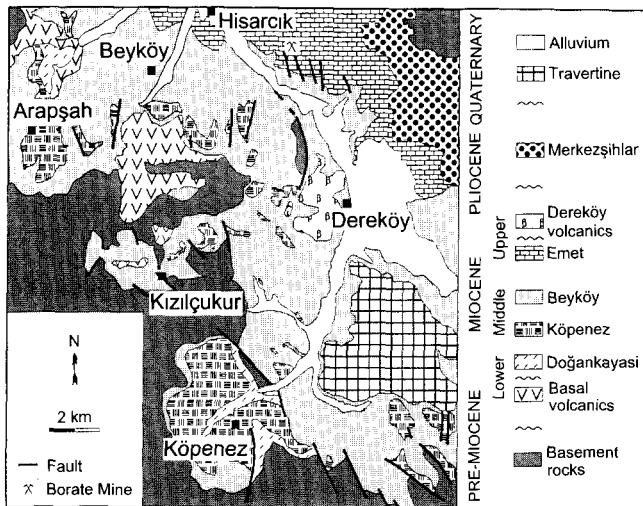 Hisarcık
Beyköy
Arapşah
Dereköy
Kızılçukur
Köpenez
N
2 km
Fault
Borate Mine
QUATERNARY
PLIOCENE
MIOCENE
Upper
Middle
Lower
PRE-MIOCENE
Alluvium
Travertine
Merkezşihlar
Dereköy
volcanics
Emet
Beyköy
Köpenez
Doğankayasi
Basal
volcanics
Basement
rocks